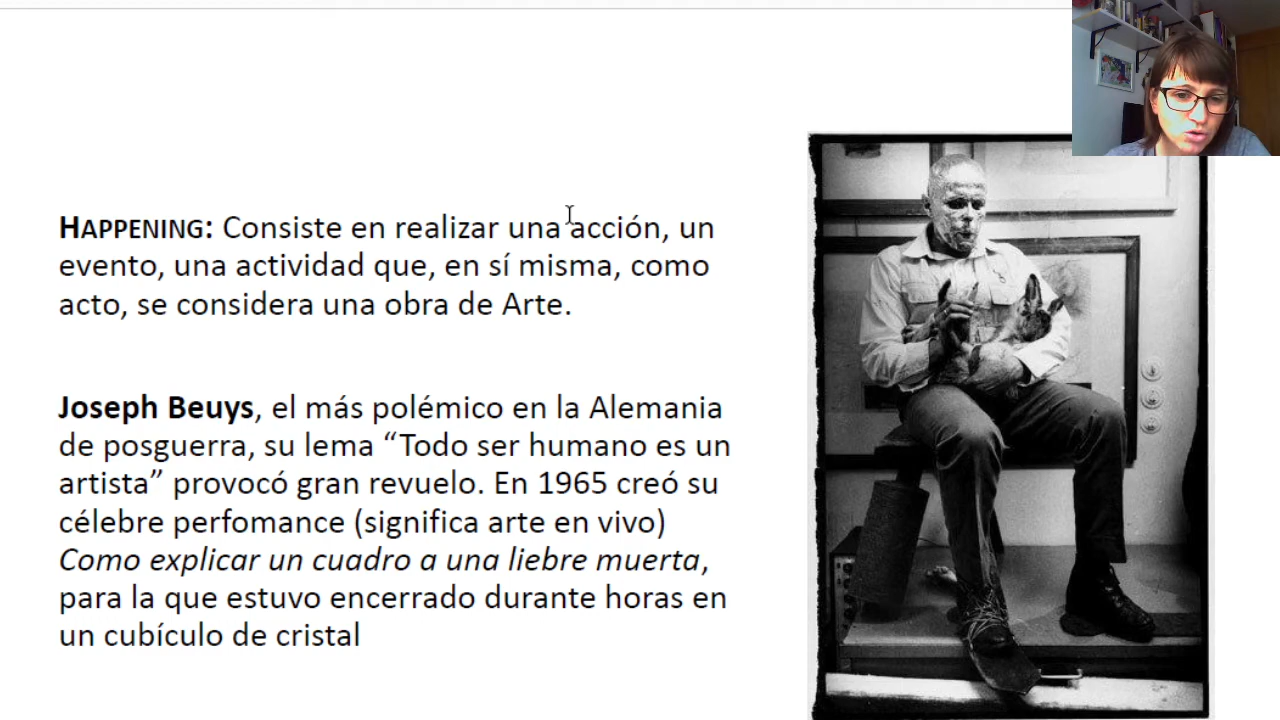 HAPPENING: Consiste en realizar una acción, un
evento, una actividad que, en sí misma, como
acto, se considera una obra de Arte.
Joseph Beuys, el más polémico en la Alemania
de posguerra, su lema “Todo ser humano es un
artista” provocó gran revuelo. En 1965 creó su
célebre perfomance (significa arte en vivo)
Como explicar un cuadro a una liebre muerta,
para la que estuvo encerrado durante horas en
un cubículo de cristal